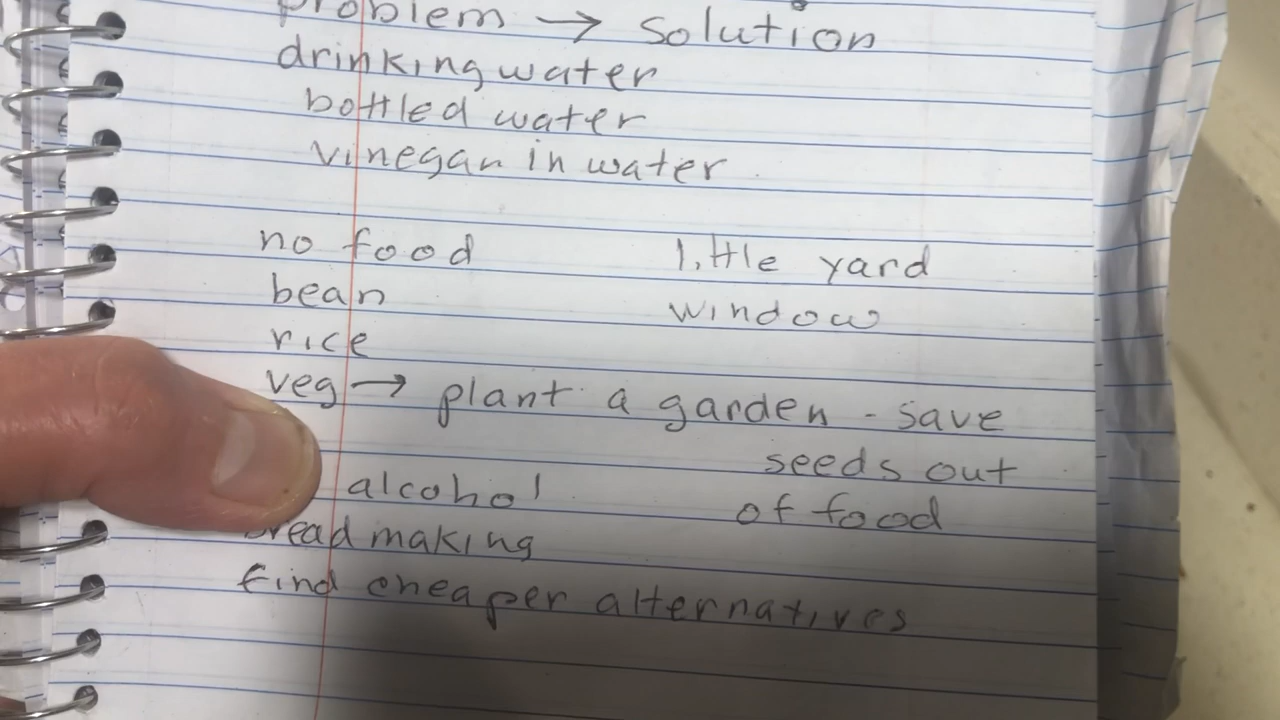 problem → solution
drinking water
bottled water
vinegar in water
no food
little yard
bean
window
rice
veg → plant a garden - save
seeds out
of food
alcohol
bread making
find cheaper alternatives